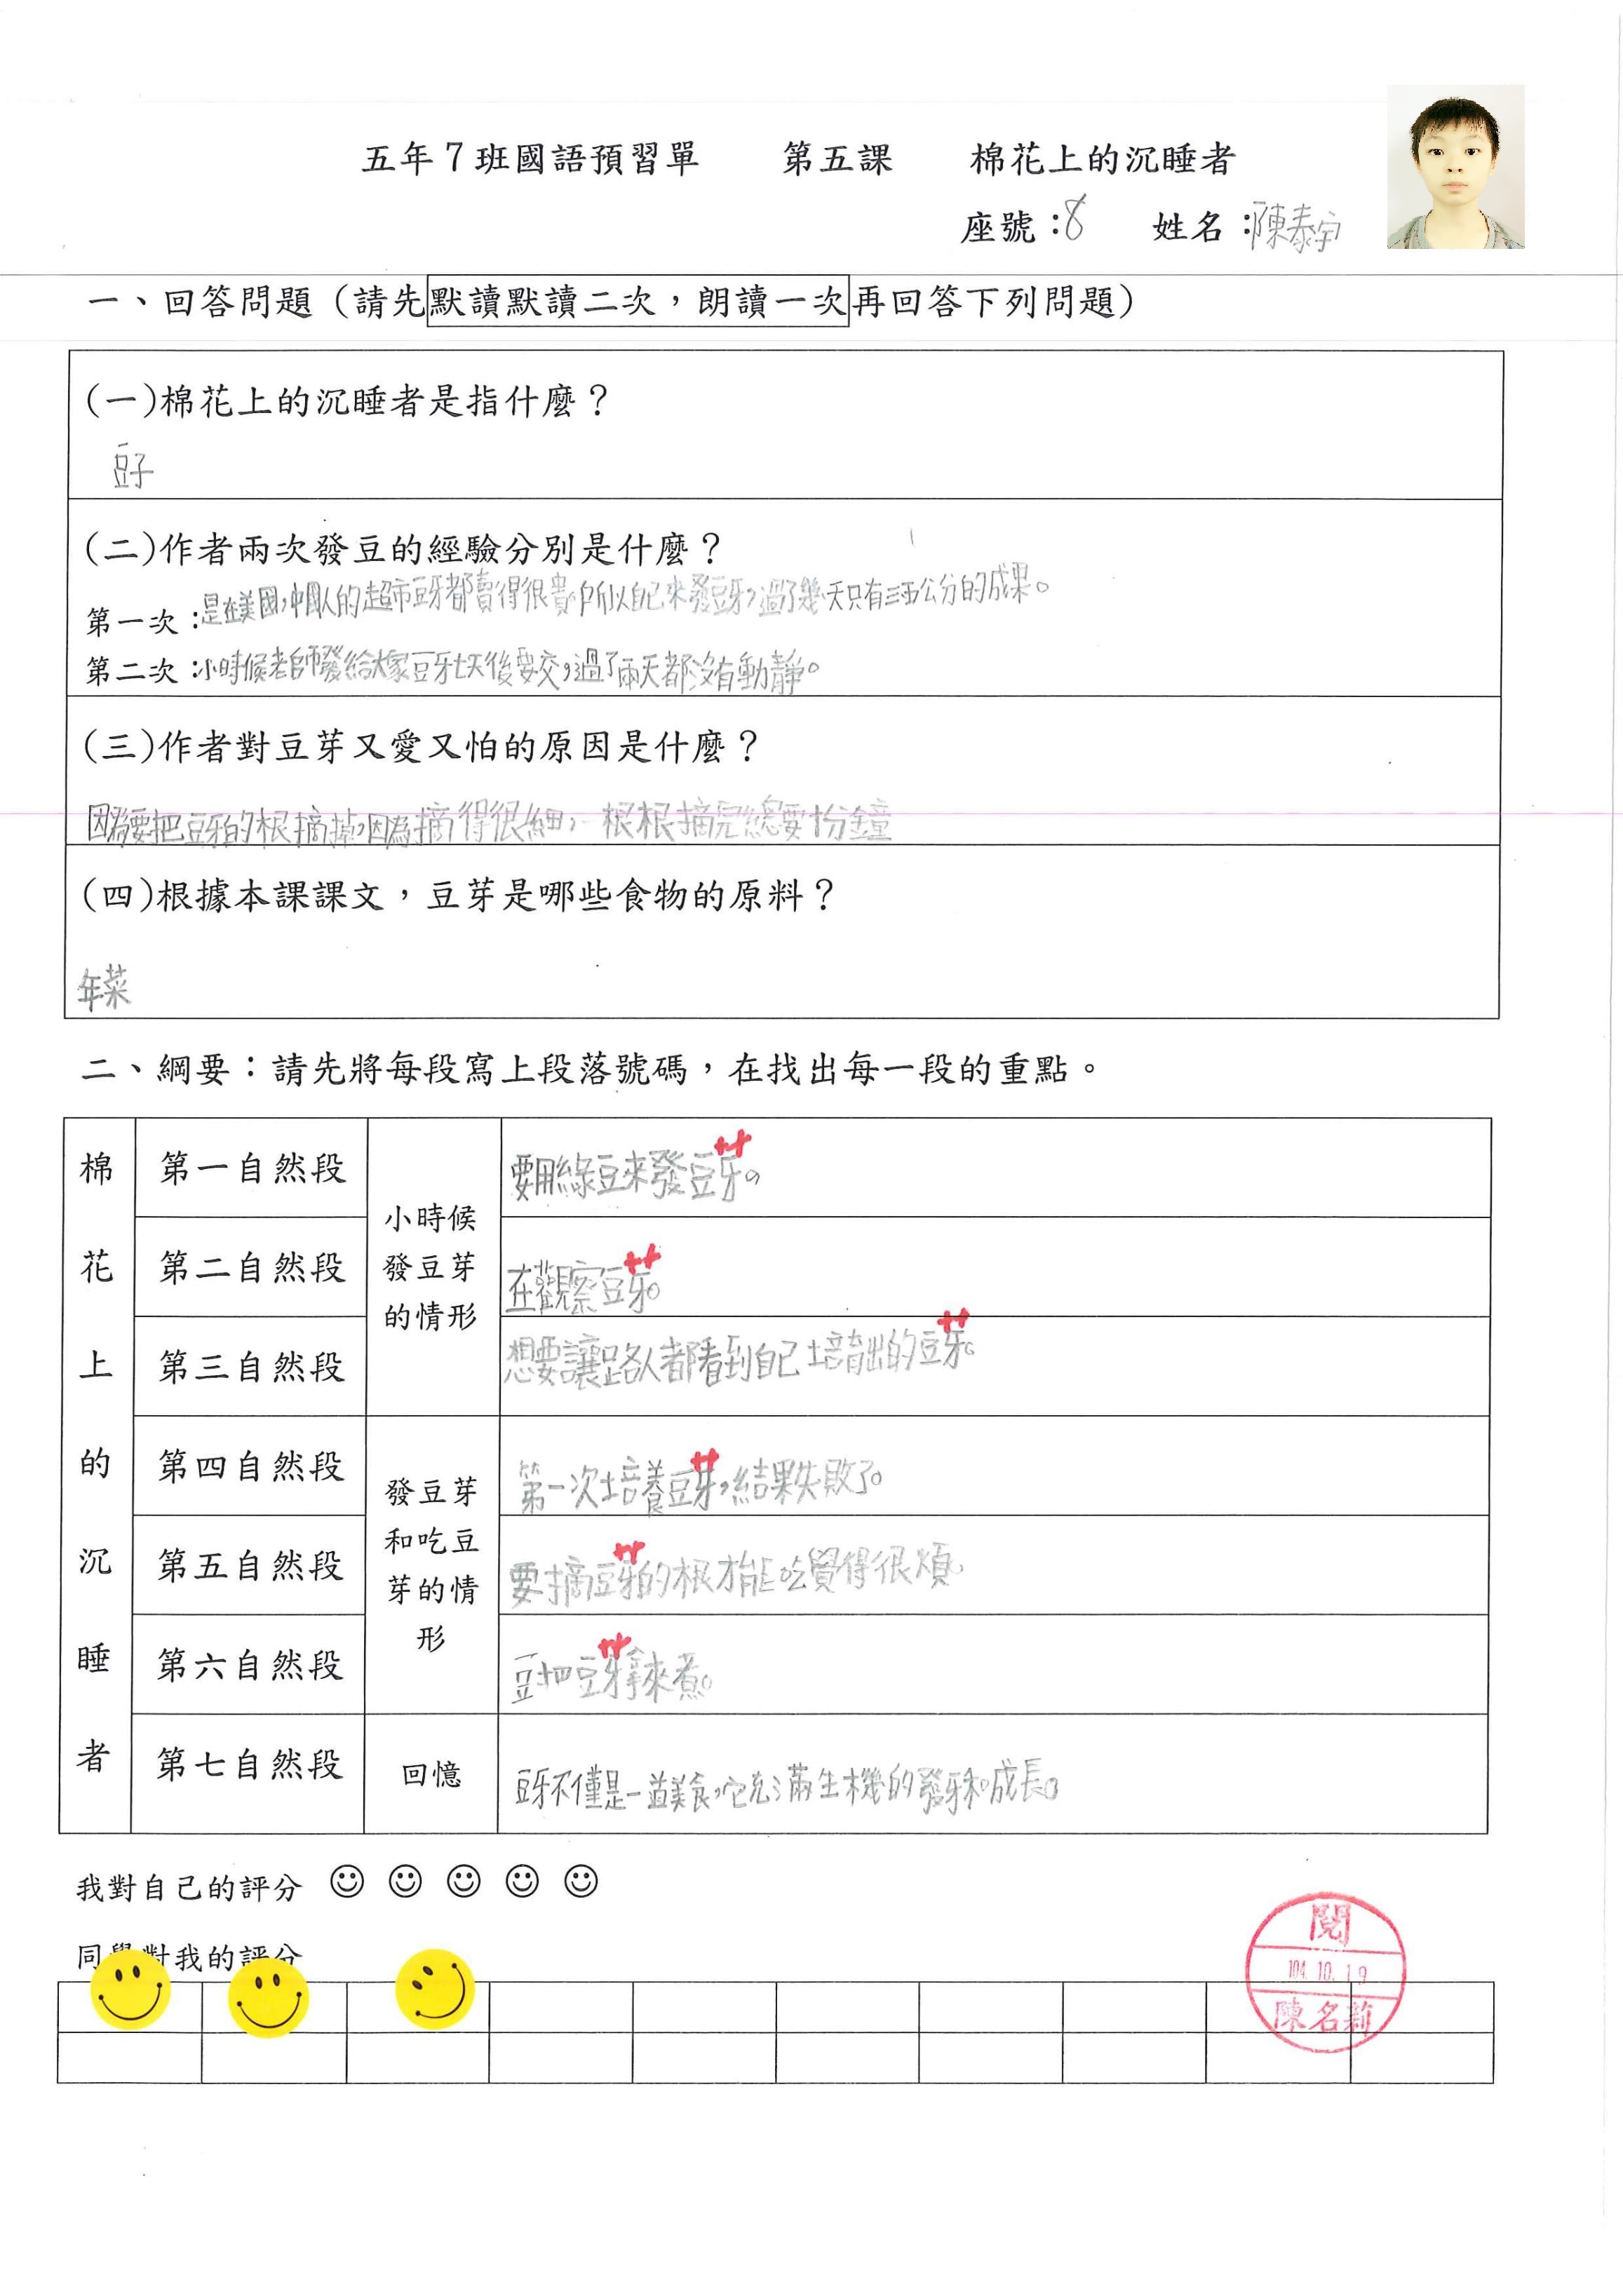 五年7班國語預習單 第五課 棉花上的沉睡者
座號：8 姓名：陳泰宇
一、回答問題（請先默讀默讀二次，朗讀一次再回答下列問題）
(一)棉花上的沉睡者是指什麼？
豆子
(二)作者兩次發豆的經驗分別是什麼？
第一次：是在美國，中國人的超市豆牙都賣得很貴，所以自己來發豆牙，過了幾天只有三五公分的成果。
第二次：小時候老師發給大家豆牙七天後要交，過了兩天都沒有動靜。
(三)作者對豆芽又愛又怕的原因是什麼？
因為要把豆牙的根摘掉，因為摘得很細，一根根摘完總要 分鐘
(四)根據本課課文，豆芽是哪些食物的原料？
年菜
二、綱要：請先將每段寫上段落號碼，在找出每一段的重點。
棉花上的沉睡者
第一自然段
小時候發豆芽的情形
要用綠豆來發豆芽。
第二自然段
在觀察豆芽。
第三自然段
想要讓路人都看到自己培育出的豆芽。
第四自然段
發豆芽和吃豆芽的情形
第一次培養豆芽，結果失敗了。
第五自然段
要摘豆芽的根才能吃覺得很煩。
第六自然段
豆把豆芽拿來煮。
第七自然段
回憶
豆牙不僅是一道美食，它充滿生機的發牙和成長。
我對自己的評分
同學對我的評分
閱
104.10.19
陳名莉